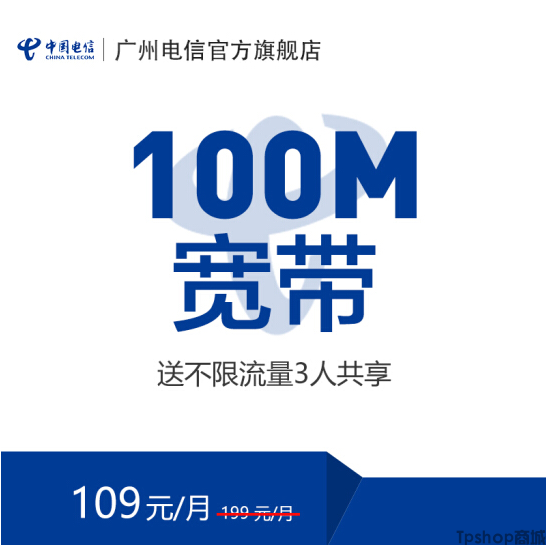 中国电信 广州电信官方旗舰店
CHINA TELECOM
100M
宽带
送不限流量3人共享
109元/月 199元/月
Tpshop商城